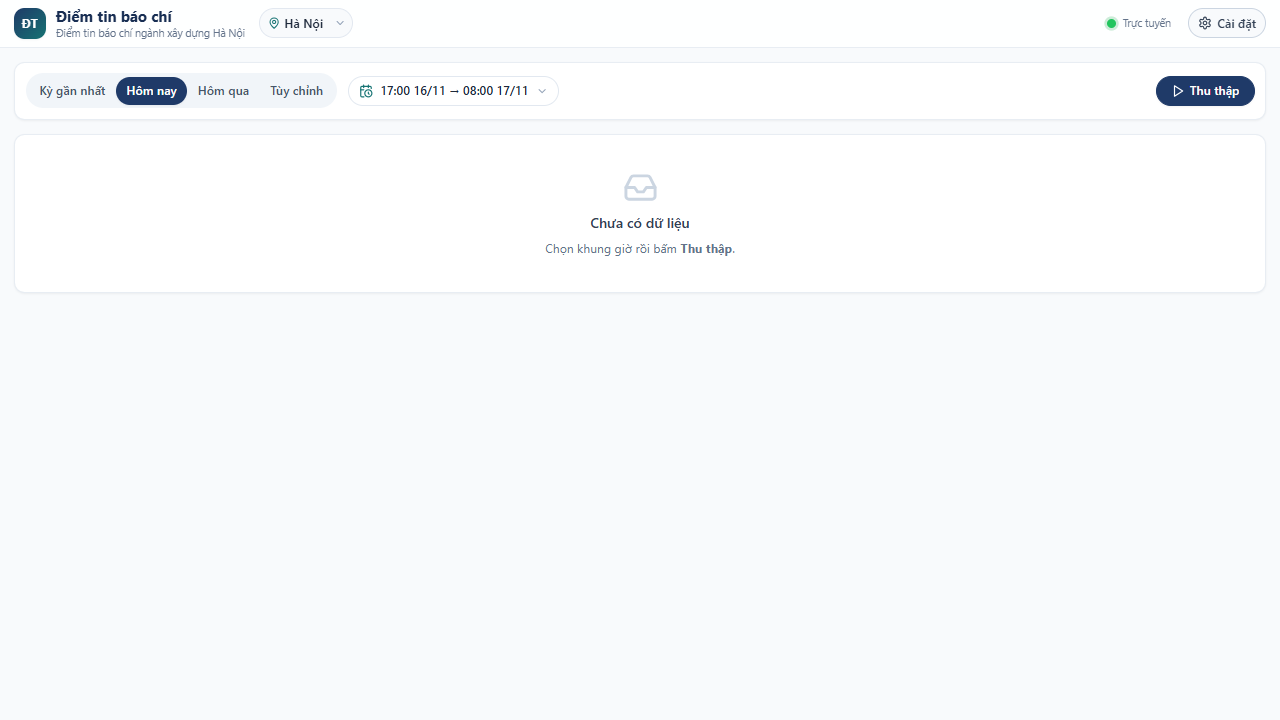 ĐT
Điểm tin báo chí
Điểm tin báo chí ngành xây dựng Hà Nội
Hà Nội
Trực tuyến
Cài đặt
Kỳ gần nhất
Hôm nay
Hôm qua
Tùy chỉnh
17:00 16/11 → 08:00 17/11
Thu thập
Chưa có dữ liệu
Chọn khung giờ rồi bấm Thu thập.